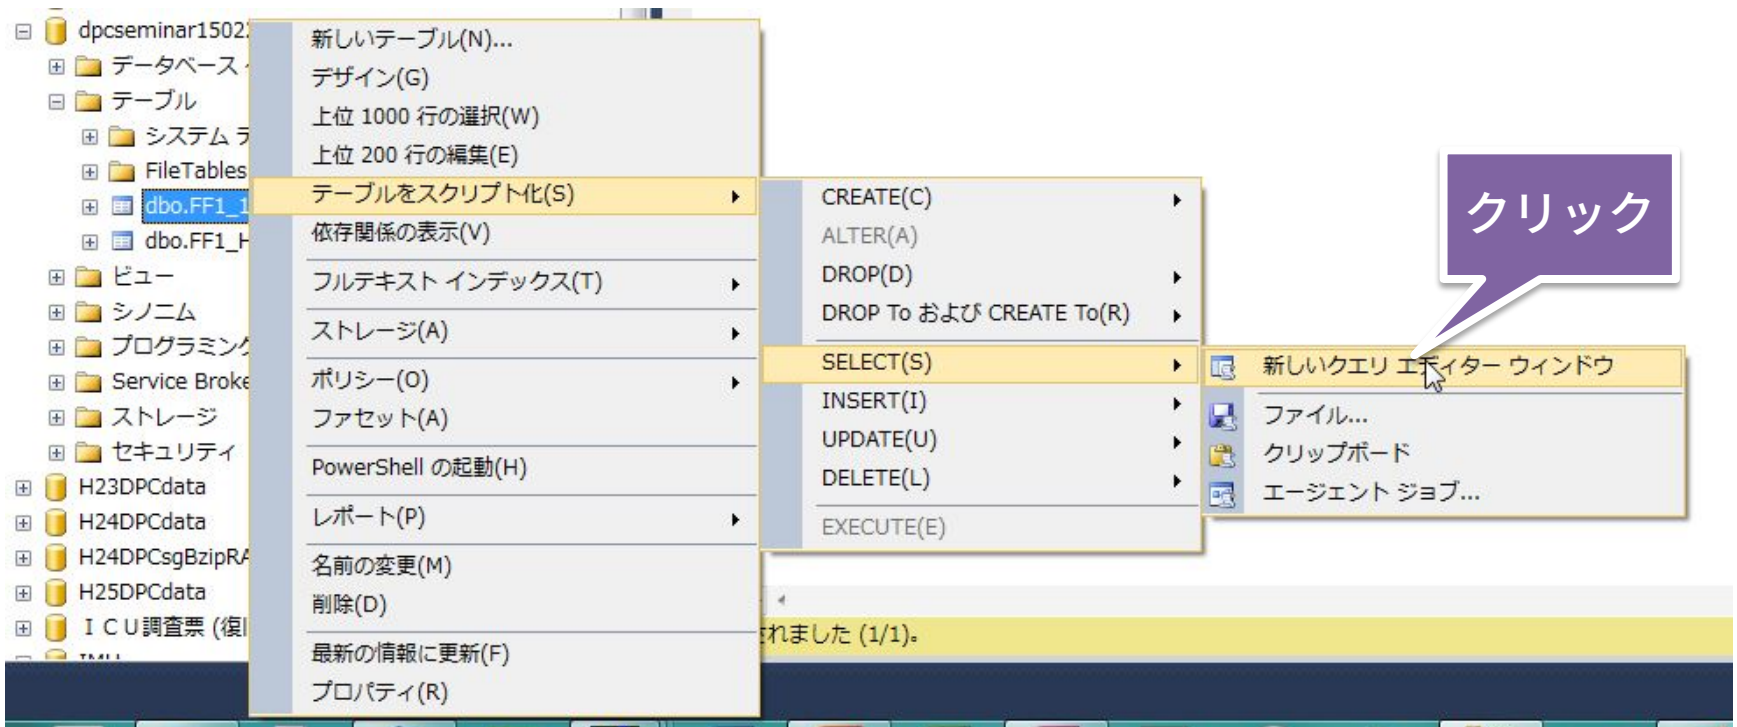 dpcseminar1502
データベース
テーブル
システム テ
FileTables
dbo.FF1_1
dbo.FF1_H
ビュー
シノニム
プログラミング
Service Broke
ストレージ
セキュリティ
H23DPCdata
H24DPCdata
H24DPCsgBzipRA
H25DPCdata
ＩＣＵ調査票 (復
新しいテーブル(N)...
デザイン(G)
上位 1000 行の選択(W)
上位 200 行の編集(E)
テーブルをスクリプト化(S)
依存関係の表示(V)
フルテキスト インデックス(T)
ストレージ(A)
ポリシー(O)
ファセット(A)
PowerShell の起動(H)
レポート(P)
名前の変更(M)
削除(D)
最新の情報に更新(F)
プロパティ(R)
CREATE(C)
ALTER(A)
DROP(D)
DROP To および CREATE To(R)
SELECT(S)
INSERT(I)
UPDATE(U)
DELETE(L)
EXECUTE(E)
クリック
新しいクエリ エディター ウィンドウ
ファイル...
クリップボード
エージェント ジョブ...
されました (1/1)。